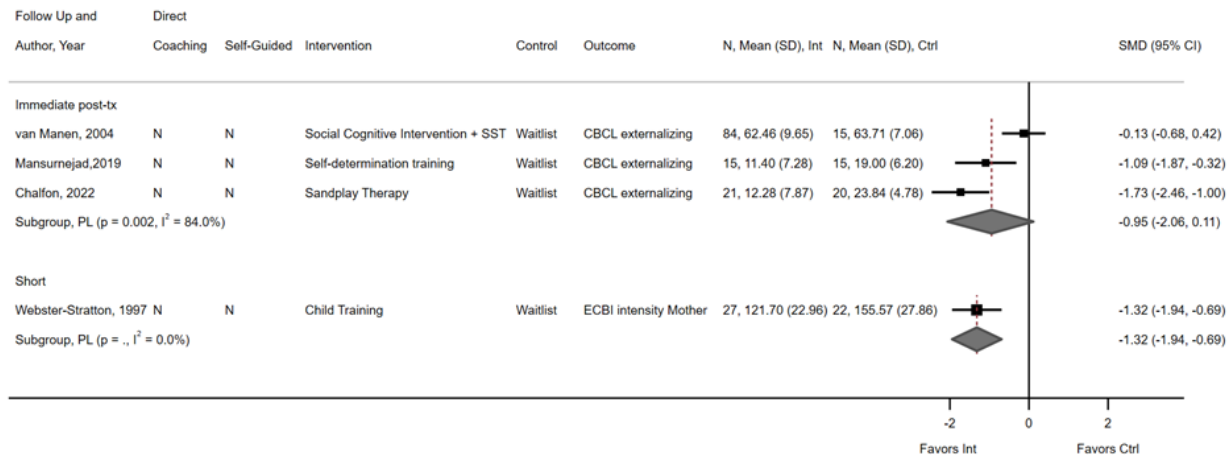 Follow Up and Direct
Author, Year Coaching Self-Guided Intervention Control Outcome N, Mean (SD), Int N, Mean (SD), Ctrl SMD (95% CI)
Immediate post-tx
van Manen, 2004 N N Social Cognitive Intervention + SST Waitlist CBCL externalizing 84, 62.46 (9.65) 15, 63.71 (7.06) -0.13 (-0.68, 0.42)
Mansurnejad,2019 N N Self-determination training Waitlist CBCL externalizing 15, 11.40 (7.28) 15, 19.00 (6.20) -1.09 (-1.87, -0.32)
Chalfon, 2022 N N Sandplay Therapy Waitlist CBCL externalizing 21, 12.28 (7.87) 20, 23.84 (4.78) -1.73 (-2.46, -1.00)
Subgroup, PL (p = 0.002, I² = 84.0%) -0.95 (-2.06, 0.11)
Short
Webster-Stratton, 1997 N N Child Training Waitlist ECBI intensity Mother 27, 121.70 (22.96) 22, 155.57 (27.86) -1.32 (-1.94, -0.69)
Subgroup, PL (p = ., I² = 0.0%) -1.32 (-1.94, -0.69)
-2 0 2
Favors Int Favors Ctrl